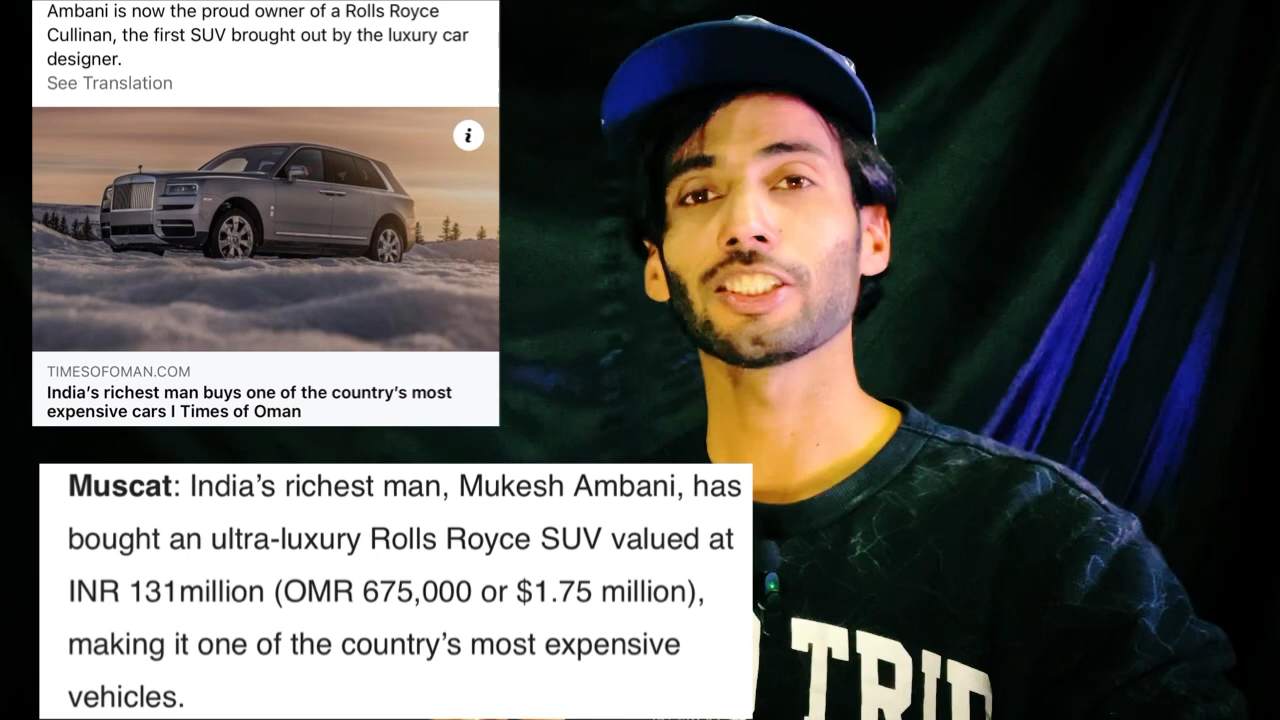 Ambani is now the proud owner of a Rolls Royce
Cullinan, the first SUV brought out by the luxury car
designer.
See Translation
i
TIMESOFOMAN.COM
India’s richest man buys one of the country’s most
expensive cars I Times of Oman
Muscat: India’s richest man, Mukesh Ambani, has
bought an ultra-luxury Rolls Royce SUV valued at
INR 131million (OMR 675,000 or $1.75 million),
making it one of the country’s most expensive
vehicles.